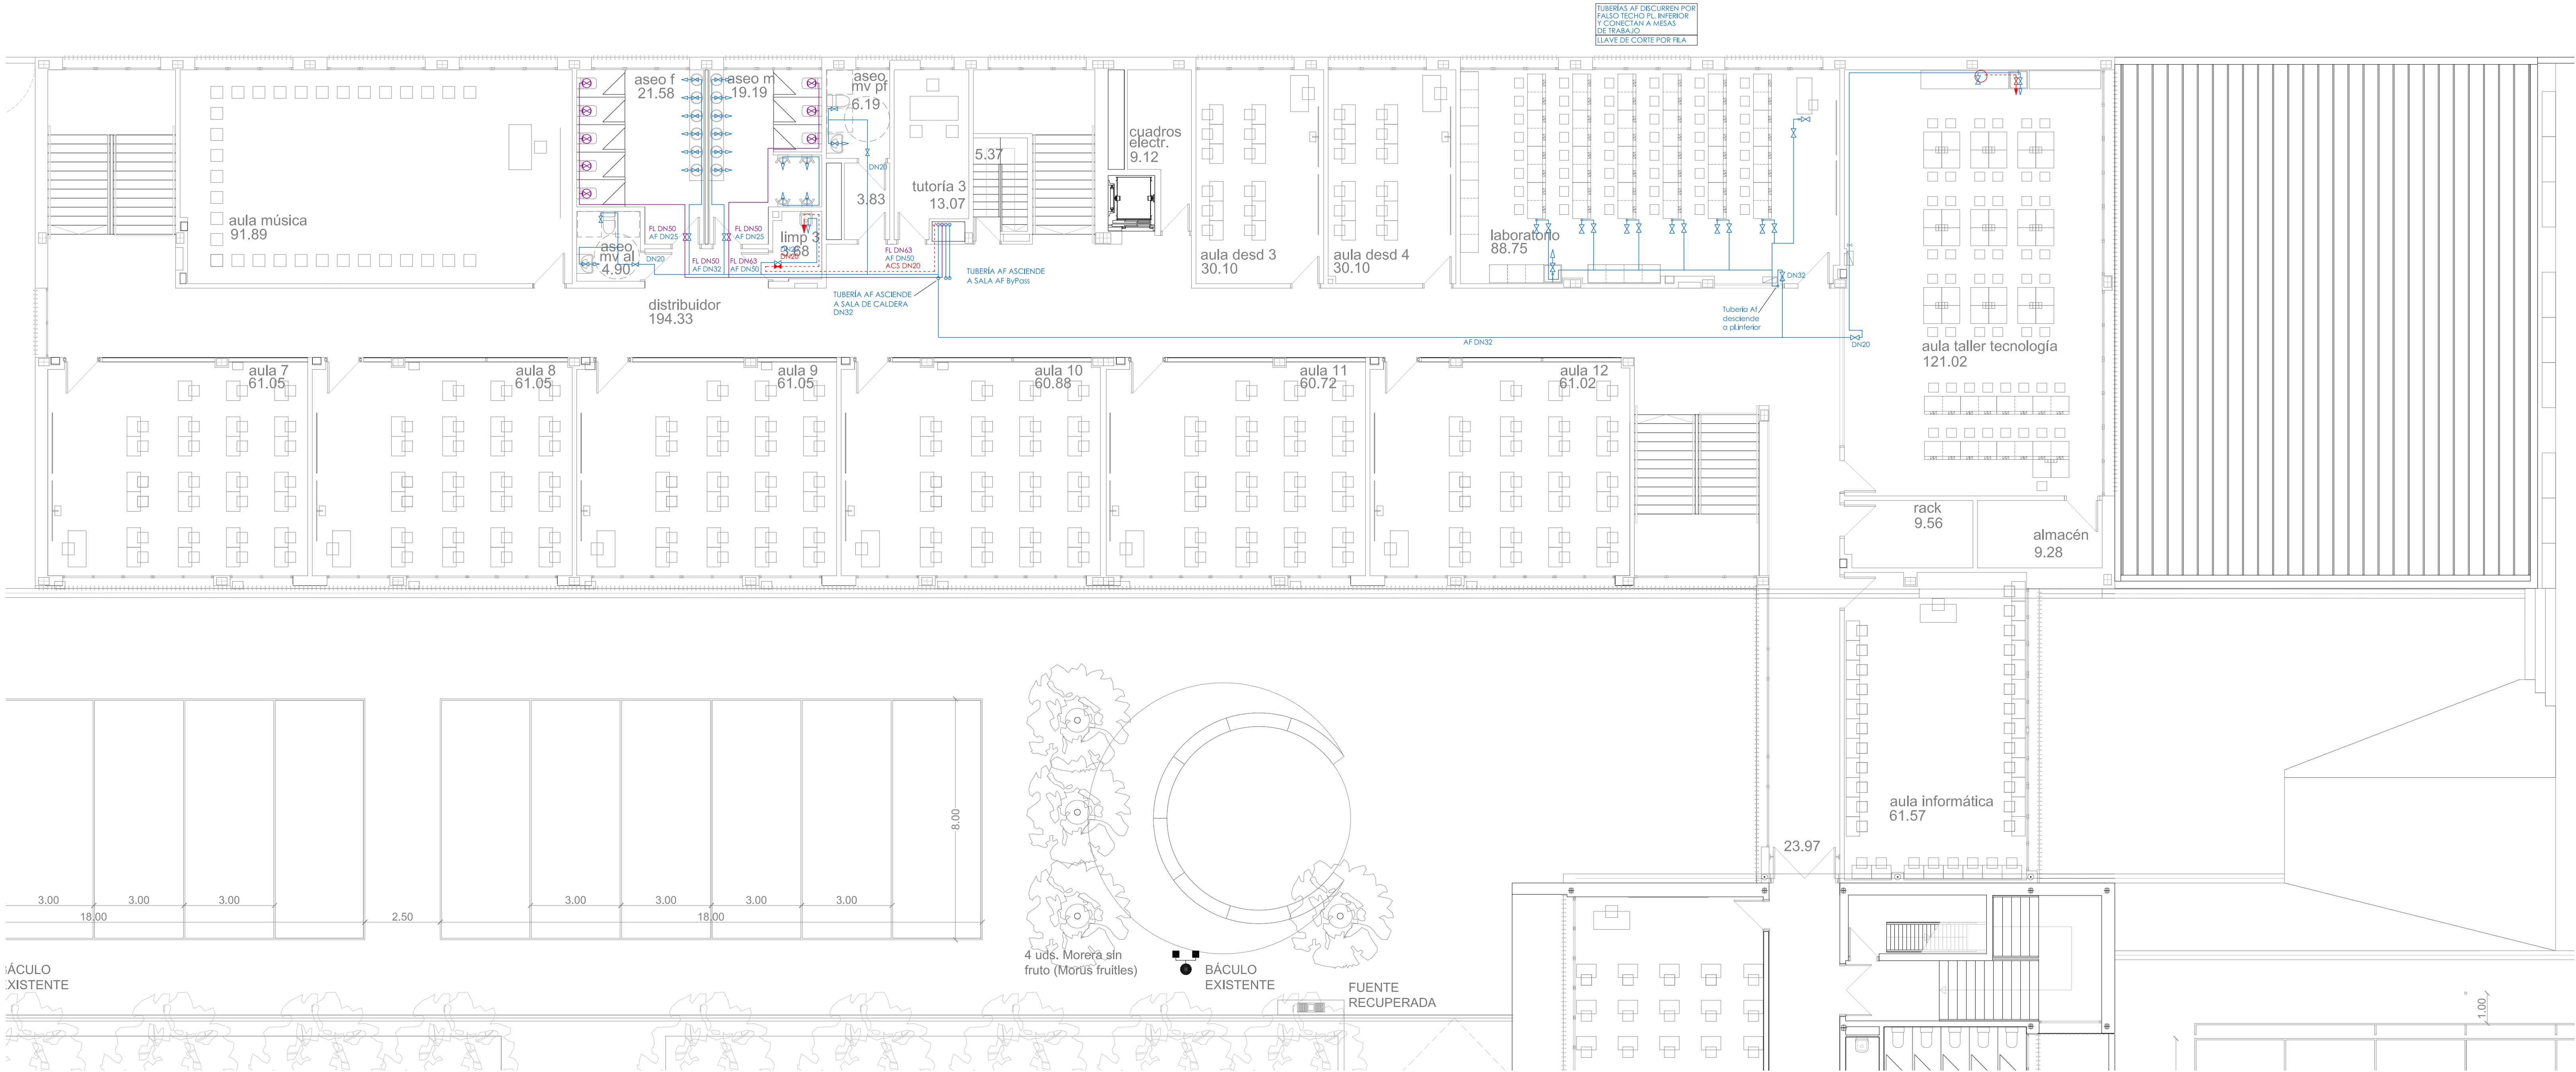 TUBERÍAS AF DISCURREN POR
FALSO TECHO PL. INFERIOR
Y CONECTAN A MESAS
DE TRABAJO
LLAVE DE CORTE POR FILA
aseo f
21.58
aseo m
19.19
aseo
mv pf
6.19
aula música
91.89
DN20
3.83
tutoría 3
13.07
5.37
cuadros
electr.
9.12
aula desd 3
30.10
aula desd 4
30.10
laboratorio
88.75
FL DN50
AF DN25
FL DN50
AF DN25
limp 3
3.68
DN20
DN20
aseo
mv al
4.90
DN20
FL DN50
AF DN32
FL DN63
AF DN50
FL DN63
AF DN50
ACS DN20
TUBERÍA AF ASCIENDE
A SALA AF ByPass
TUBERÍA AF ASCIENDE
A SALA DE CALDERA
DN32
distribuidor
194.33
DN32
Tubería Af
desciende
a pl.inferior
AF DN32
DN20
aula taller tecnología
121.02
aula 7
61.05
aula 8
61.05
aula 9
61.05
aula 10
60.88
aula 11
60.72
aula 12
61.02
rack
9.56
almacén
9.28
aula informática
61.57
23.97
8.00
3.00
3.00
3.00
18.00
2.50
3.00
3.00
3.00
3.00
18.00
4 uds. Morera sin
fruto (Morus fruitles)
BÁCULO
EXISTENTE
BÁCULO
EXISTENTE
FUENTE
RECUPERADA
1.00